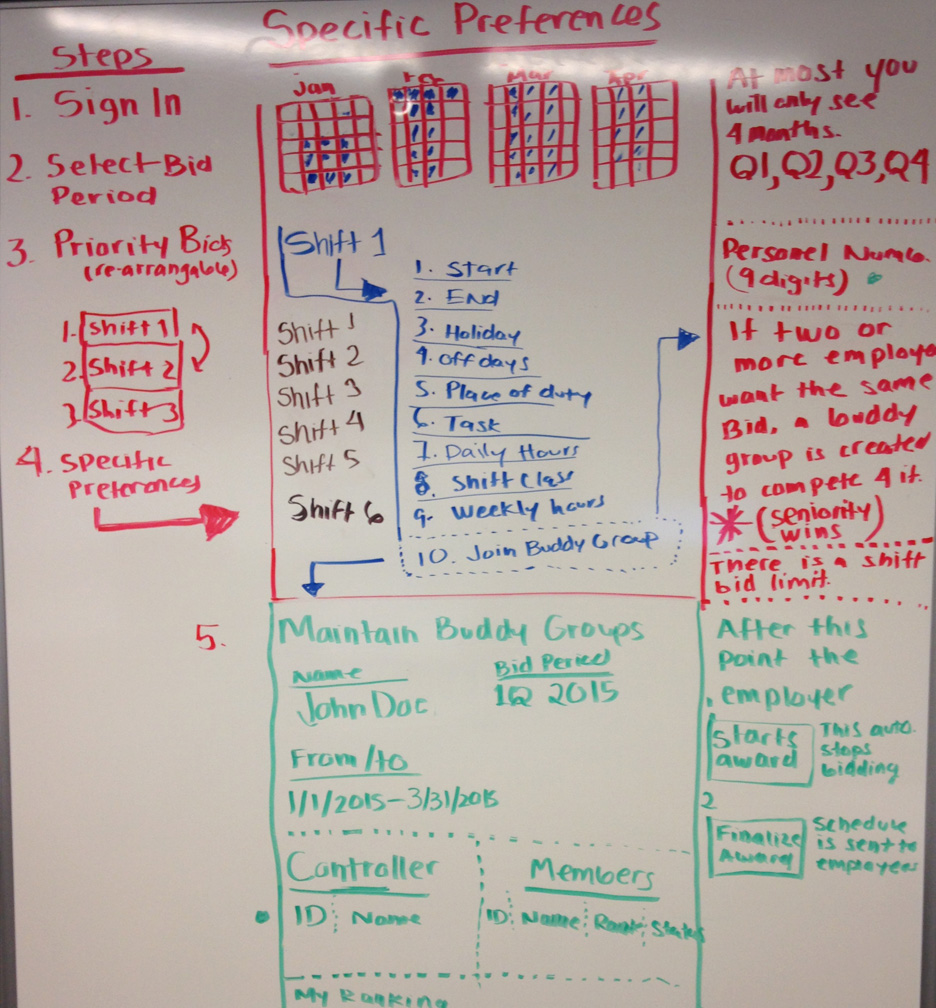 Specific Preferences
Steps
1. Sign In
2. Select Bid
Period
3. Priority Bids
(re-arrangable)
1. Shift 1
2. Shift 2
3. Shift 3
4. Specific
Preferences
Jan
Mar
Apr
Shift 1
1. Start
2. End
3. Holiday
4. Off days
5. Place of duty
6. Task
7. Daily Hours
8. Shift Class
9. Weekly hours
10. Join Buddy Group
Shift 1
Shift 2
Shift 3
Shift 4
Shift 5
Shift 6
At most you
will only see
4 months.
Q1, Q2, Q3, Q4
Personel Numb.
(9 digits)
If two or
more employe
want the same
Bid, a buddy
group is created
to compete 4 it.
* (seniority
wins)
There is a shift
bid limit.
5.
Maintain Buddy Groups
Name
Bid Period
John Doe
1Q 2015
From/to
1/1/2015-3/31/2015
Controller
Members
ID Name
ID Name Rank Status
My Ranking
After this
point the
employer
Starts
award
This auto.
stops
bidding
2
Finalize
Award
Schedule
is sent to
employees